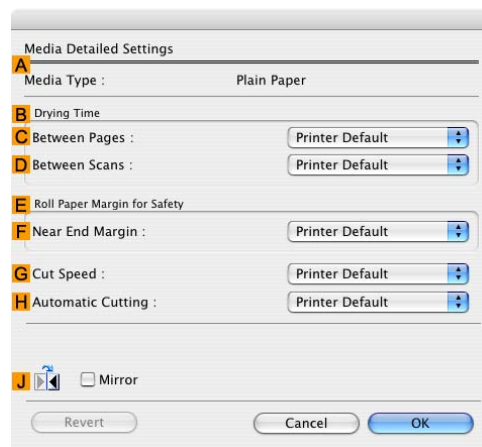 Media Detailed Settings
A
Media Type : Plain Paper
B Drying Time
C Between Pages : Printer Default
D Between Scans : Printer Default
E Roll Paper Margin for Safety
F Near End Margin : Printer Default
G Cut Speed : Printer Default
H Automatic Cutting : Printer Default
J Mirror
Revert Cancel OK